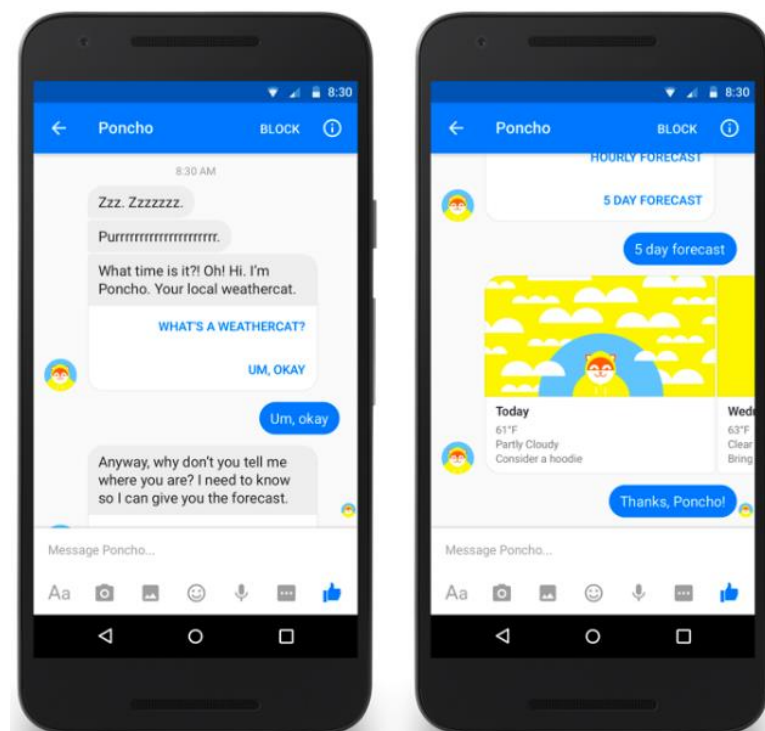 8:30
Poncho BLOCK
8:30 AM
Zzz. Zzzzzzz.
Purrrrrrrrrrrrrrrrrrrrr.
What time is it?! Oh! Hi. I'm
Poncho. Your local weathercat.
WHAT'S A WEATHERCAT?
UM, OKAY
Um, okay
Anyway, why don't you tell me
where you are? I need to know
so I can give you the forecast.
Message Poncho...
Aa
8:30
Poncho BLOCK
HOURLY FORECAST
5 DAY FORECAST
5 day forecast
Today
61°F
Partly Cloudy
Consider a hoodie
63°F
Clear
Bring
Thanks, Poncho!
Message Poncho...
Aa